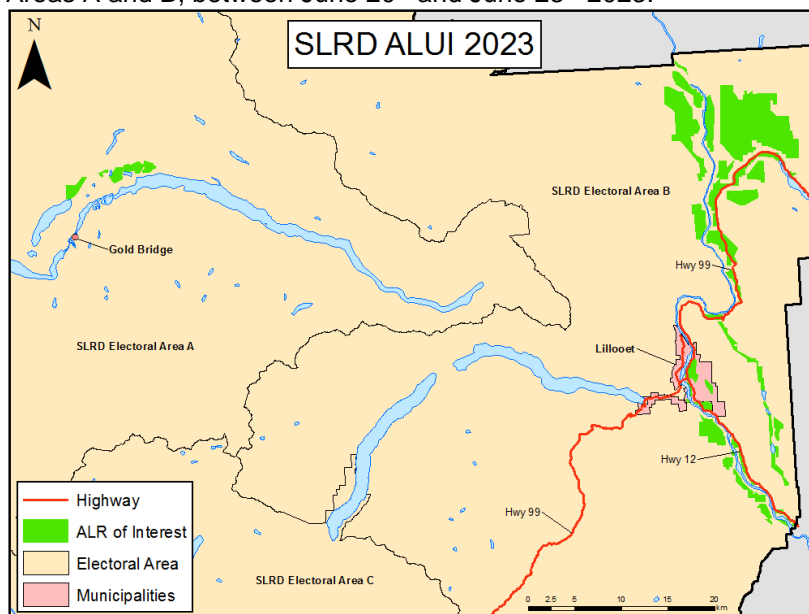 SLRD ALUI 2023
N
SLRD Electoral Area B
Gold Bridge
Hwy 99
SLRD Electoral Area A
Lillooet
Hwy 12
Highway
ALR of Interest
Electoral Area
Municipalities
Hwy 99
SLRD Electoral Area C
0 2.5 5 10 15 20
km